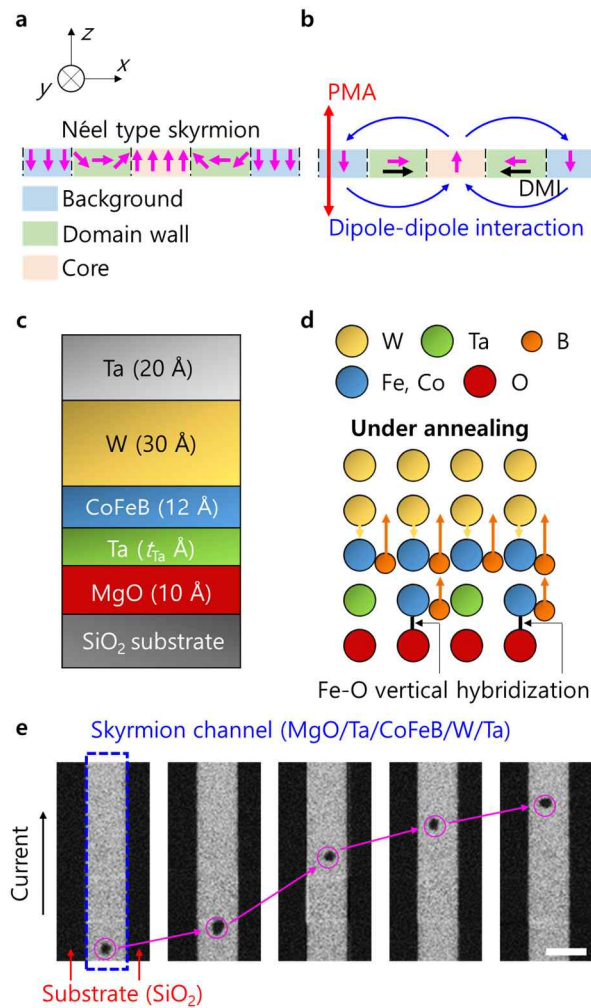 a
z
y
x
Néel type skyrmion
Background
Domain wall
Core
b
PMA
DMI
Dipole-dipole interaction
c
Ta (20 Å)
W (30 Å)
CoFeB (12 Å)
Ta (tTa Å)
MgO (10 Å)
SiO2 substrate
d
W Ta B
Fe, Co O
Under annealing
Fe-O vertical hybridization
e
Skyrmion channel (MgO/Ta/CoFeB/W/Ta)
Current
Substrate (SiO2)